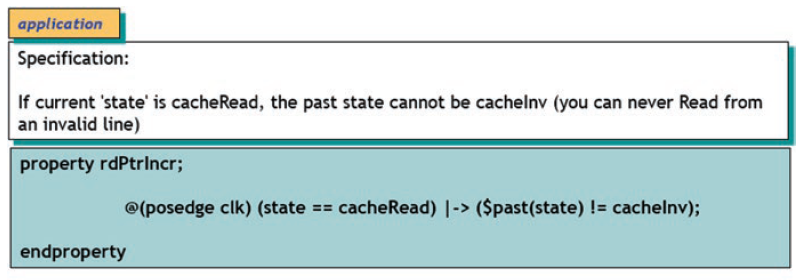 application
Specification:
If current 'state' is cacheRead, the past state cannot be cacheInv (you can never Read from
an invalid line)
property rdPtrIncr;
@(posedge clk) (state == cacheRead) |-> ($past(state) != cacheInv);
endproperty